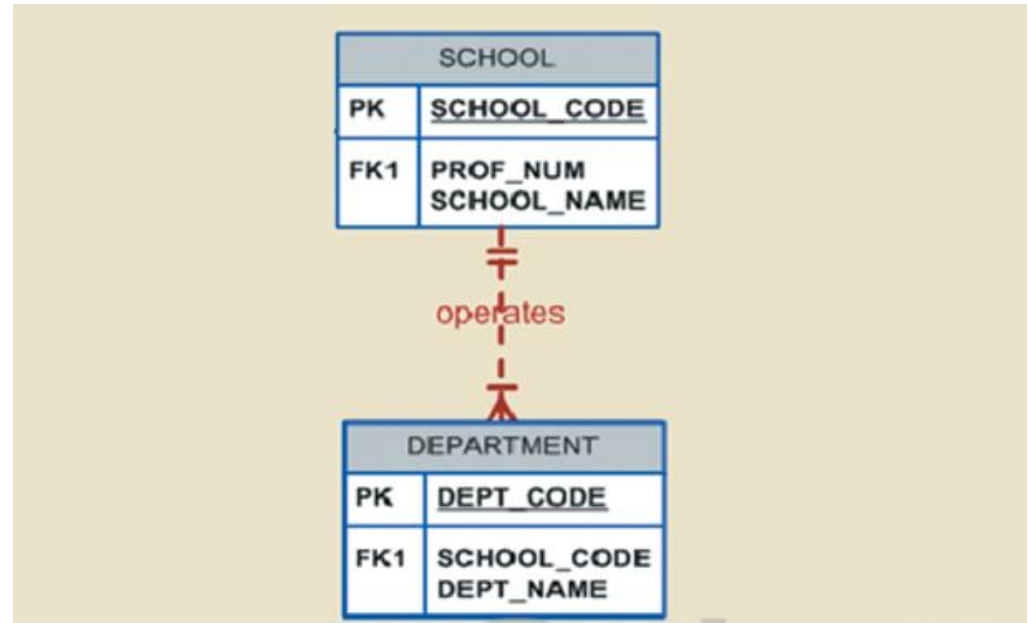 SCHOOL
PK SCHOOL_CODE
FK1 PROF_NUM
SCHOOL_NAME
operates
DEPARTMENT
PK DEPT_CODE
FK1 SCHOOL_CODE
DEPT_NAME